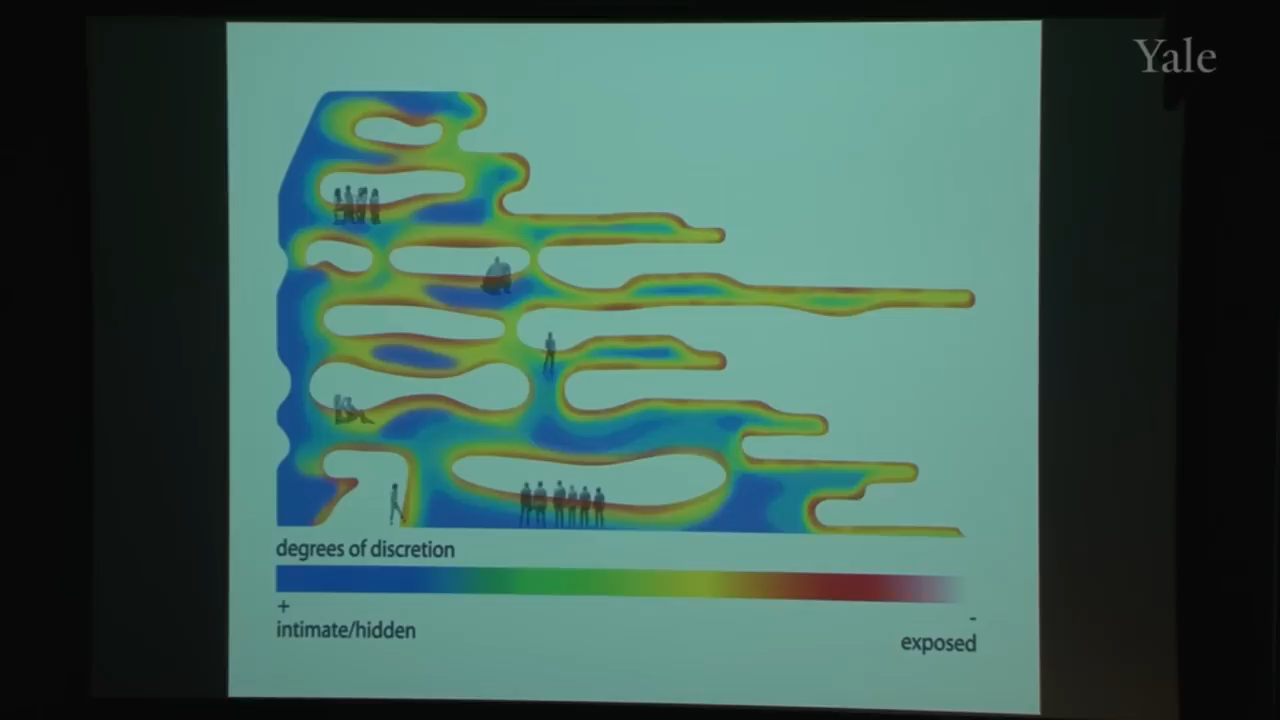 Yale
degrees of discretion
+
-
intimate/hidden
exposed